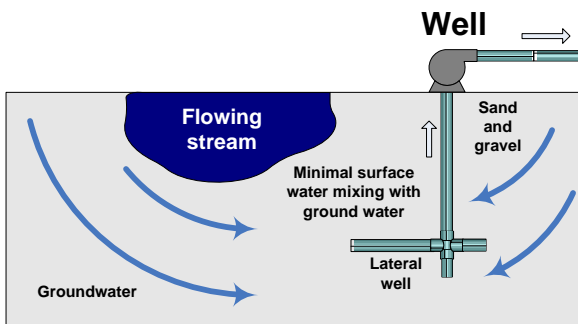 Well
Flowing
stream
Sand
and
gravel
Minimal surface
water mixing with
ground water
Lateral
well
Groundwater